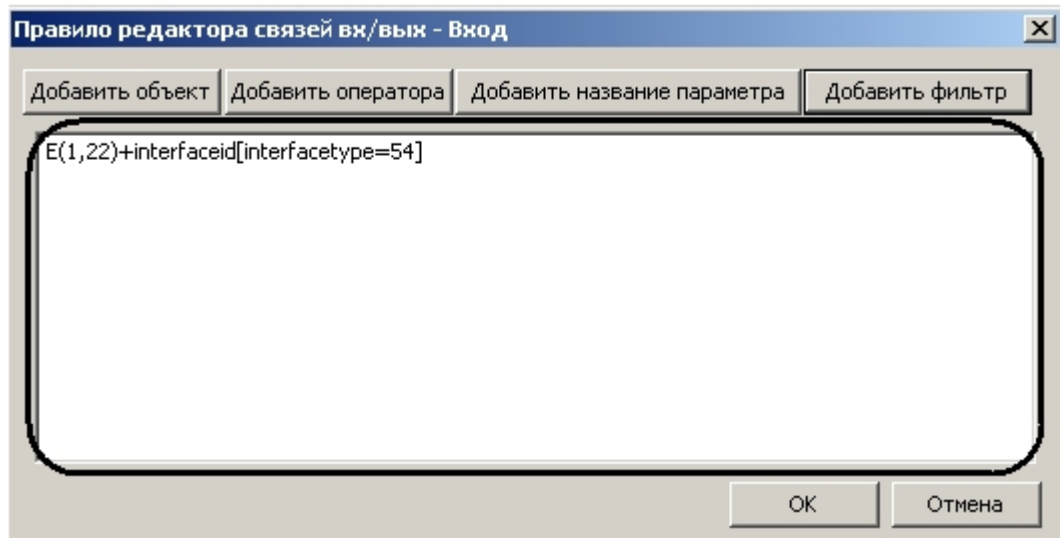 Правило редактора связей вх/вых - Вход
Добавить объект Добавить оператора Добавить название параметра Добавить фильтр
E(1,22)+interfaceid[interfacetype=54]
OK Отмена